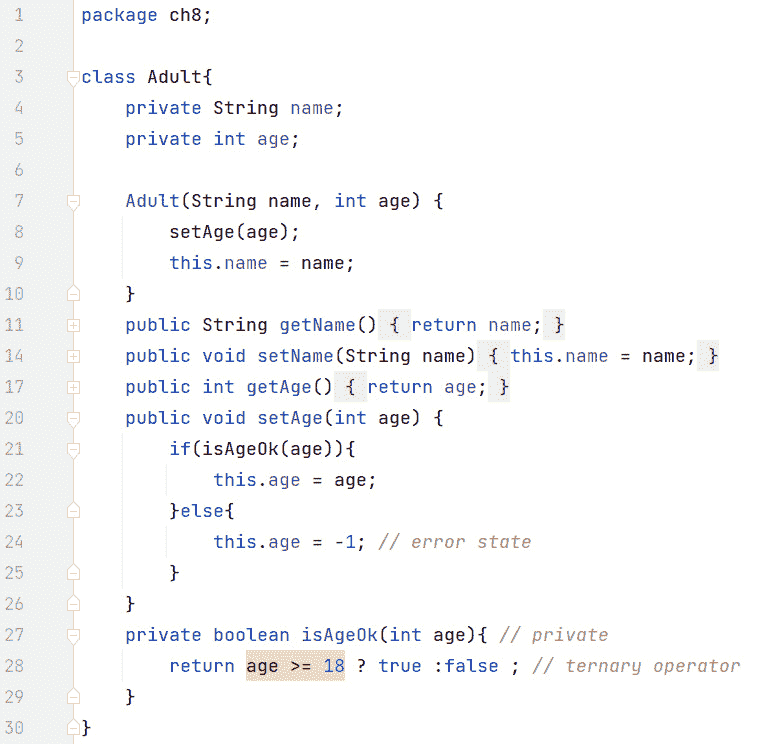 1 package ch8;
2
3 class Adult{
4     private String name;
5     private int age;
6
7     Adult(String name, int age) {
8         setAge(age);
9         this.name = name;
10     }
11     public String getName() { return name; }
14     public void setName(String name) { this.name = name; }
17     public int getAge() { return age; }
20     public void setAge(int age) {
21         if(isAgeOk(age)){
22             this.age = age;
23         }else{
24             this.age = -1; // error state
25         }
26     }
27     private boolean isAgeOk(int age){ // private
28         return age >= 18 ? true :false ; // ternary operator
29     }
30 }